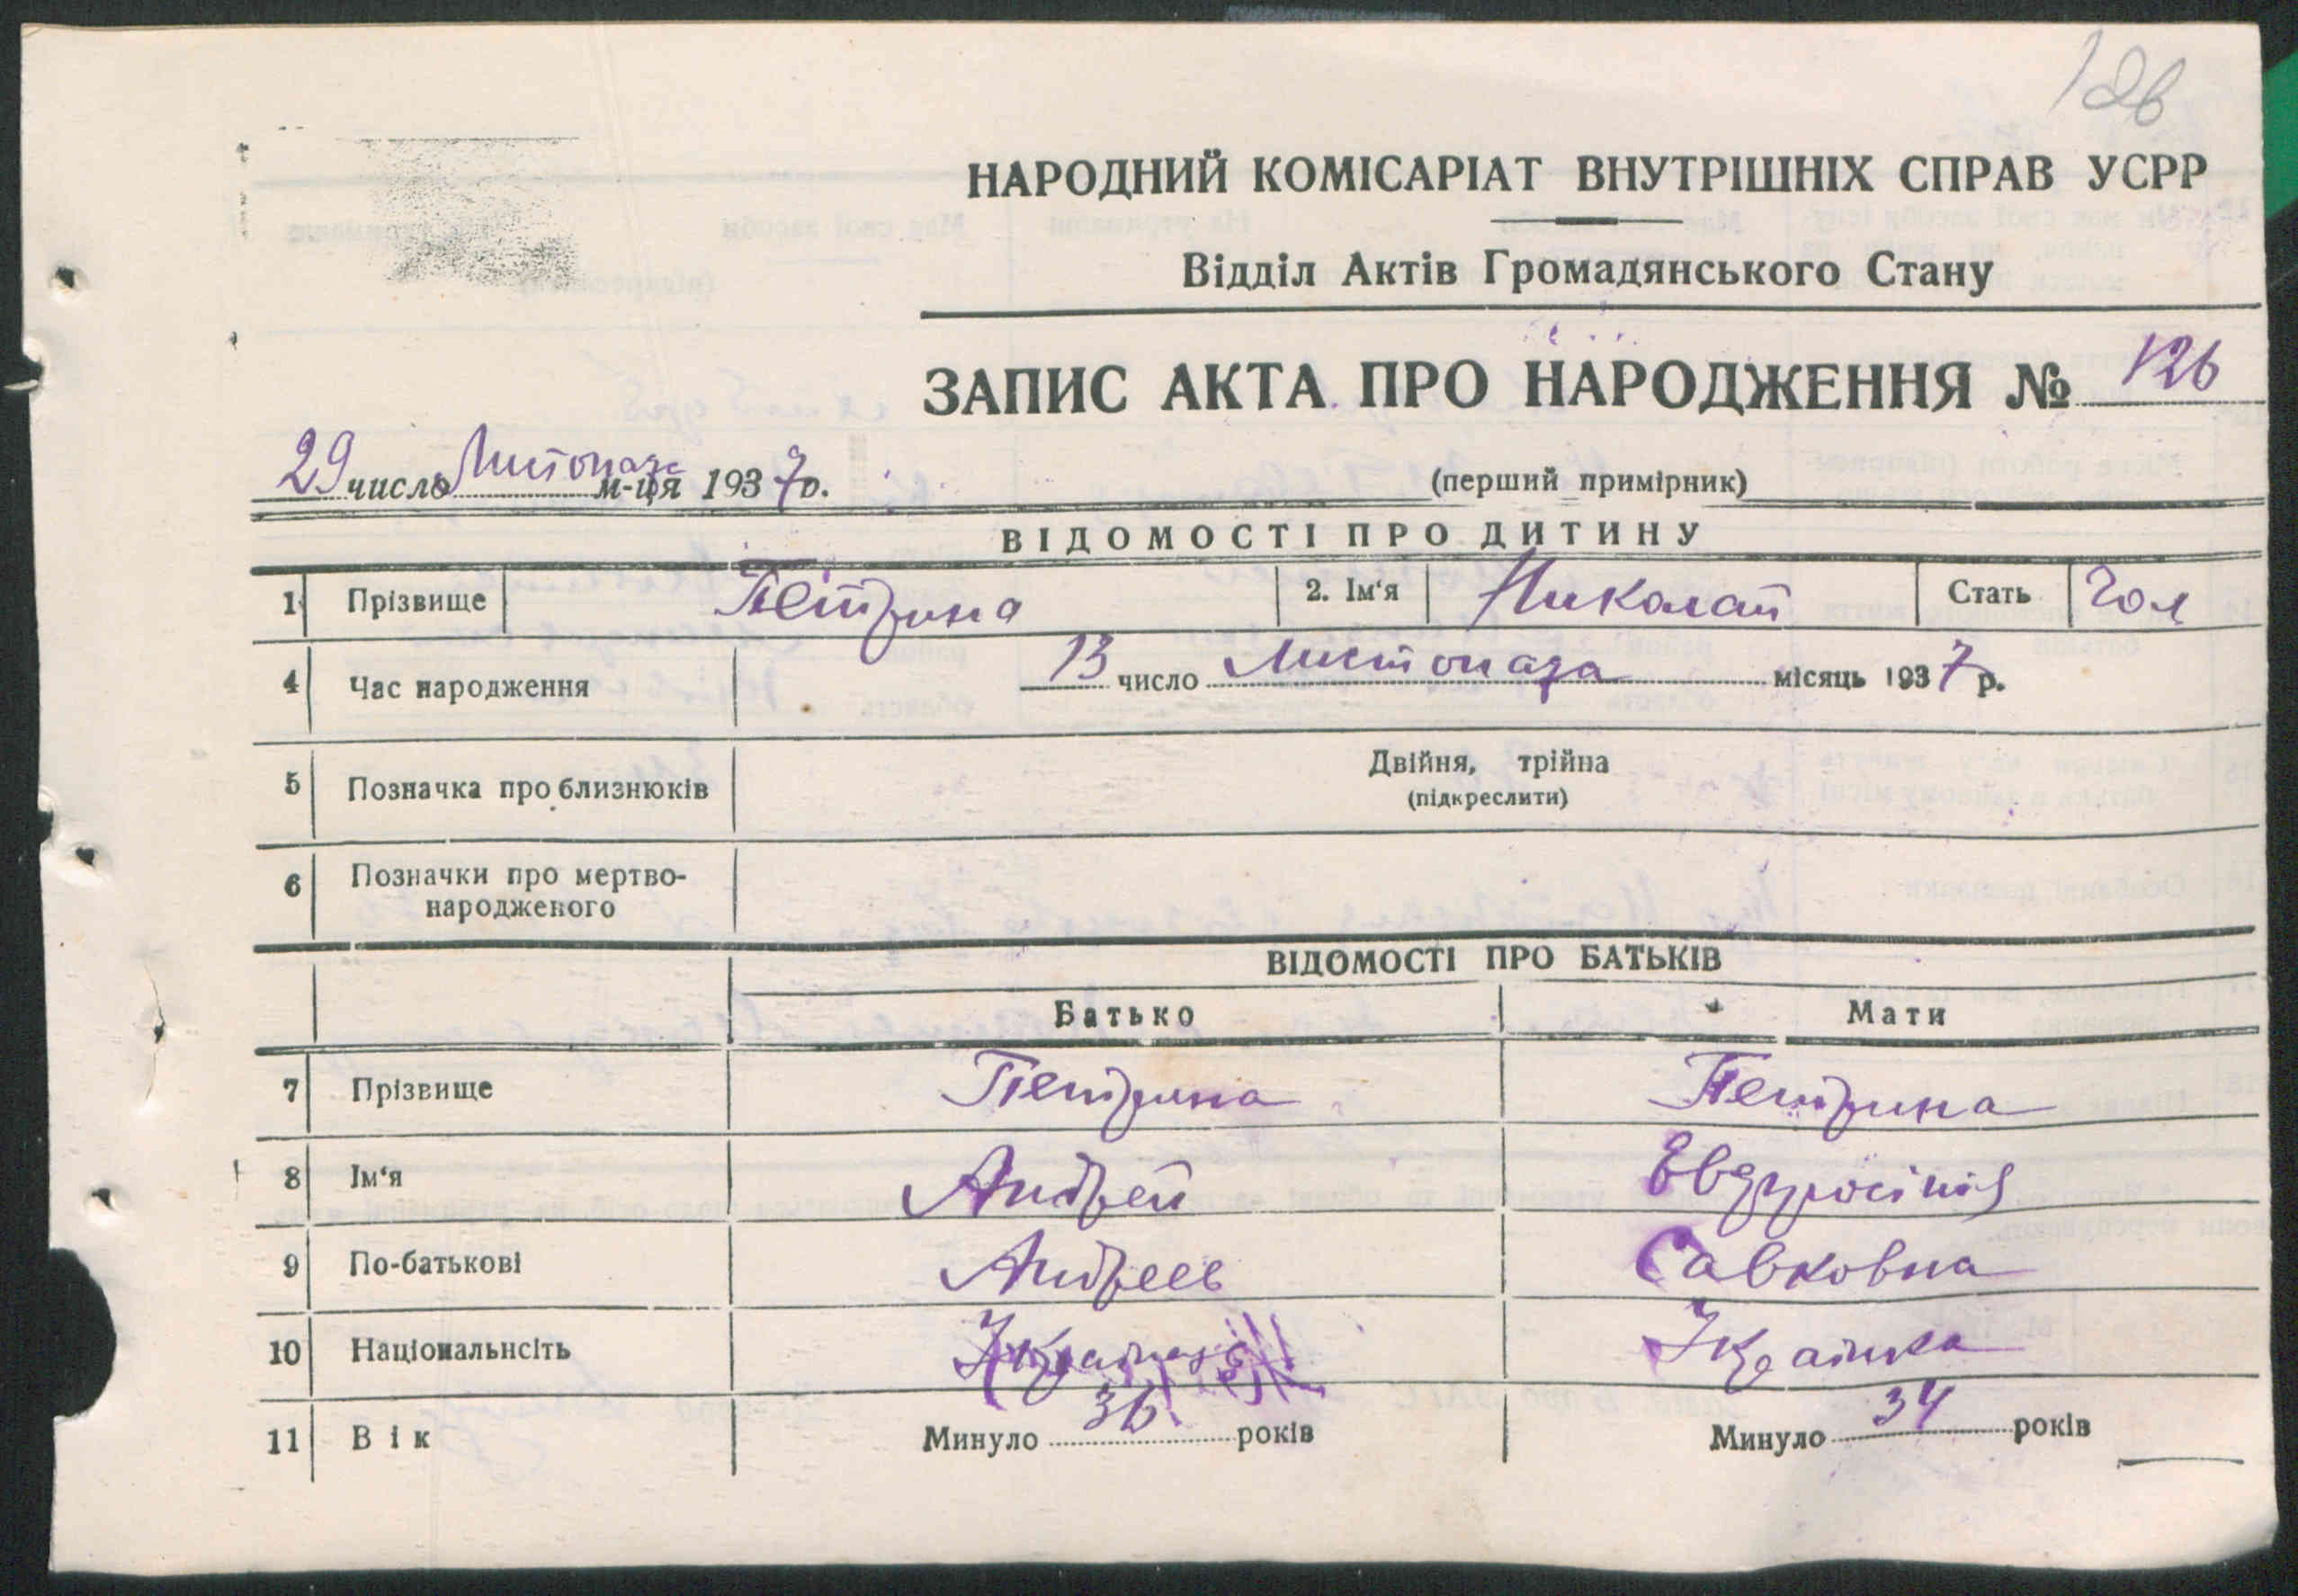 126
НАРОДНИЙ КОМІСАРІАТ ВНУТРІШНІХ СПРАВ УСРР
Відділ Актів Громадянського Стану
ЗАПИС АКТА ПРО НАРОДЖЕННЯ № 126
29 число Листопада м-ця 1937 р.
(перший примірник)
ВІДОМОСТІ ПРО ДИТИНУ
1 Прізвище Петрина 2. Ім‘я Николай Стать Чол
4 Час народження 13 число Листопада місяць 1937 р.
5 Позначка про близнюків Двійня, трійна
(підкреслити)
6 Позначки про мертво-
народженого
ВІДОМОСТІ ПРО БАТЬКІВ
Батько Мати
7 Прізвище Петрина Петрина
8 Ім‘я Андрей
9 По-батькові Андреев Савковна
10 Національнсіть Українка
11 Вік Минуло 36 років Минуло 34 років